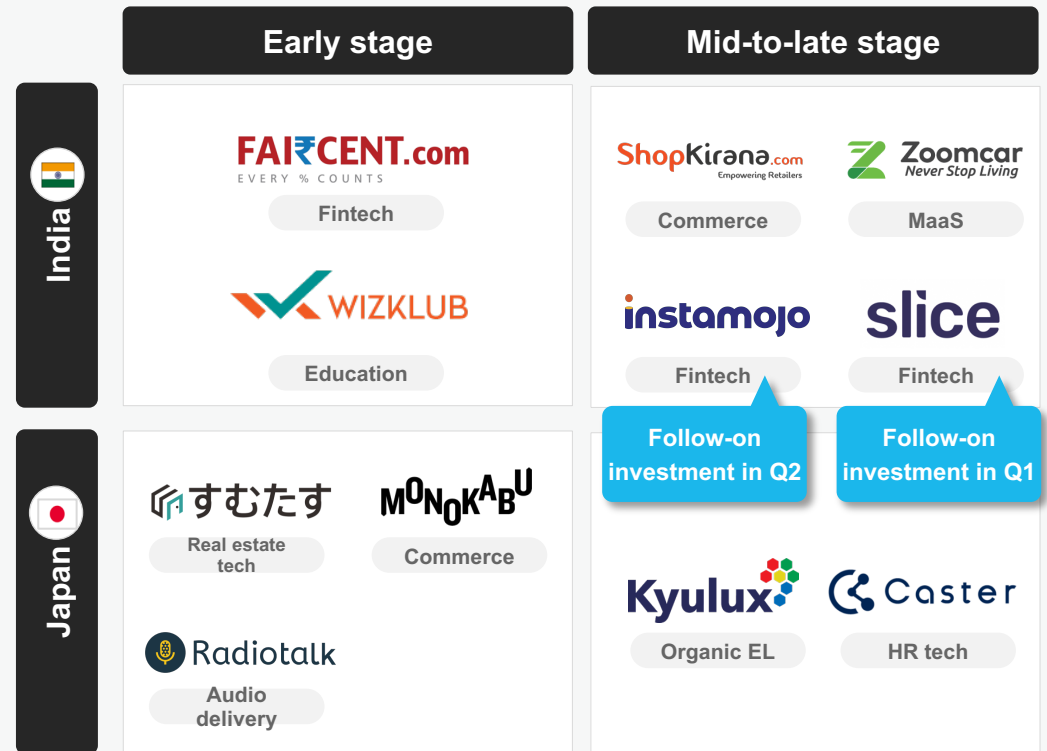 Early stage
Mid-to-late stage
India
FAI₹CENT.com
EVERY % COUNTS
Fintech
WIZKLUB
Education
ShopKirana.com
Empowering Retailers
Commerce
Zoomcar
Never Stop Living
MaaS
instamojo
Fintech
slice
Fintech
Follow-on
investment in Q2
Follow-on
investment in Q1
Japan
すむたす
Real estate
tech
MONOKABU
Commerce
Radiotalk
Audio
delivery
Kyulux
Organic EL
Caster
HR tech